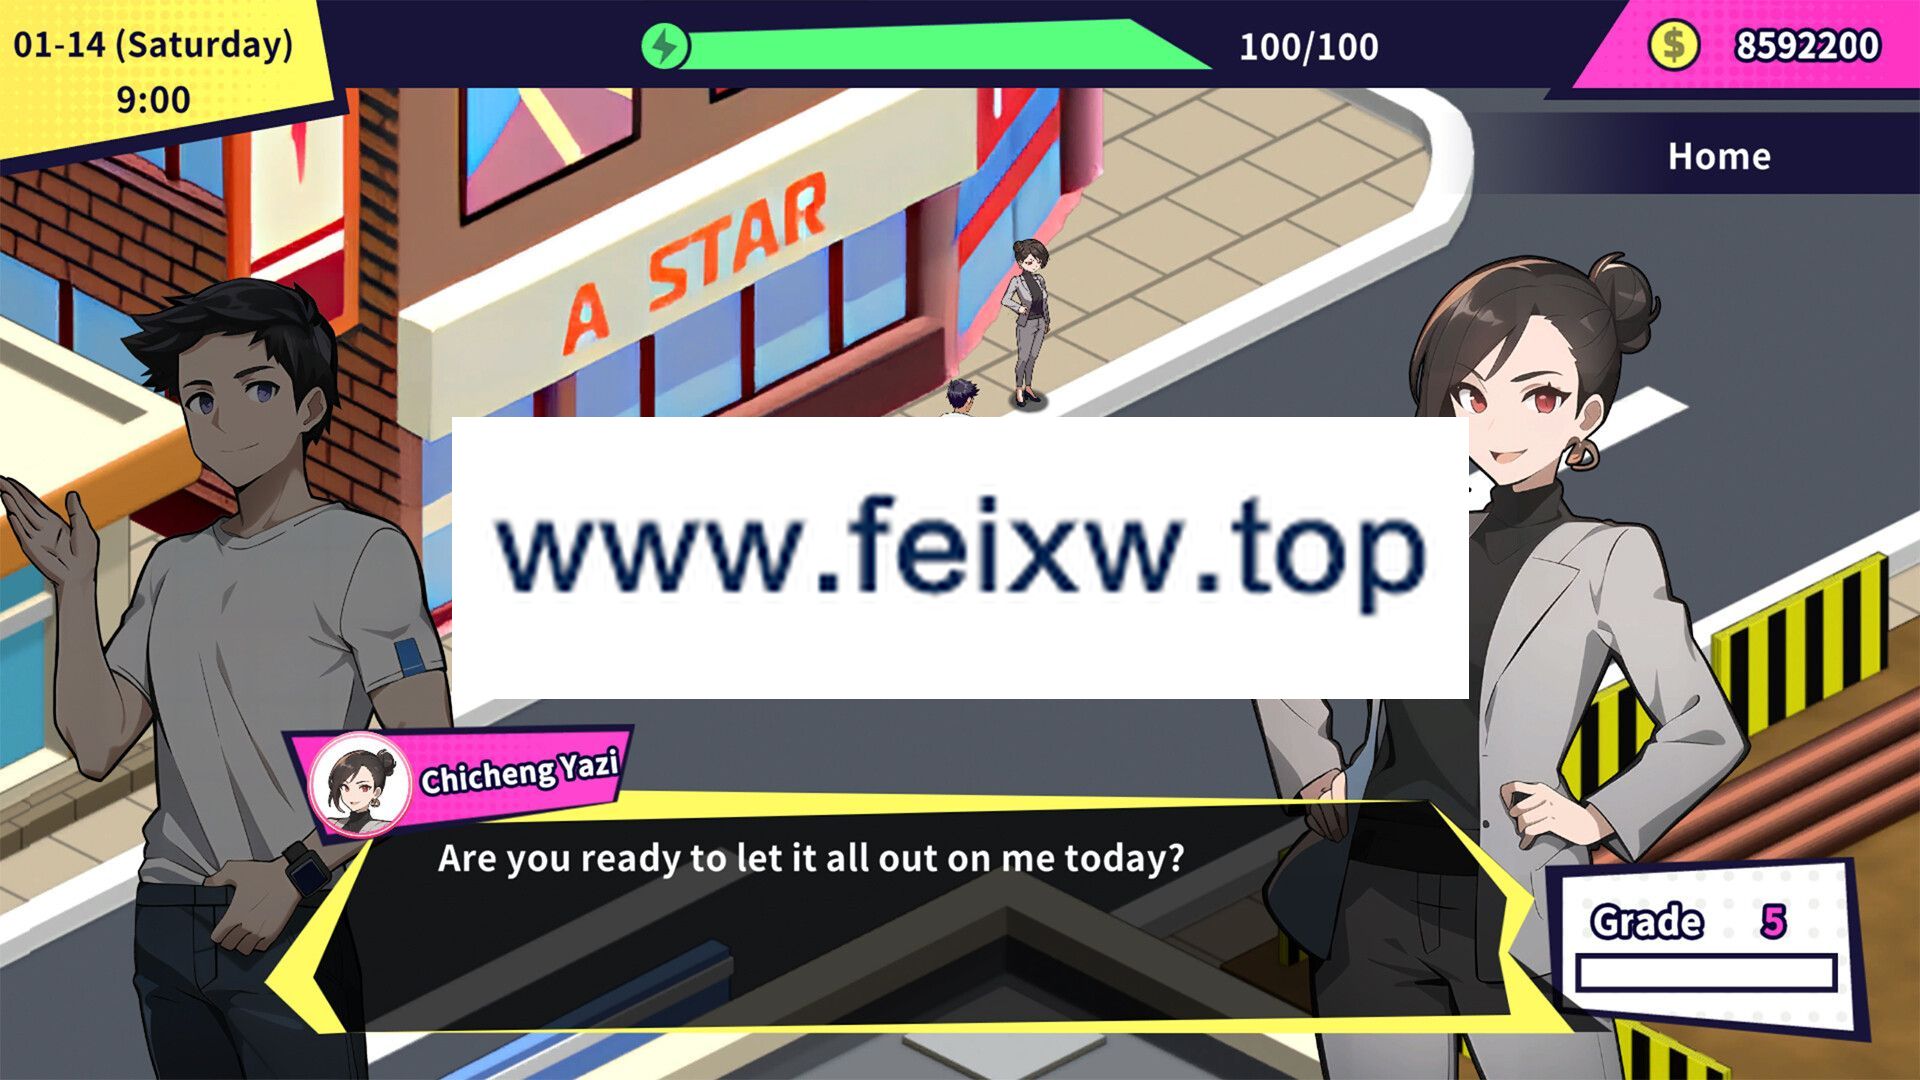 01-14 (Saturday)
9:00
100/100
$ 8592200
Home
A STAR
www.feixw.top
Chicheng Yazi
Are you ready to let it all out on me today?
Grade 5